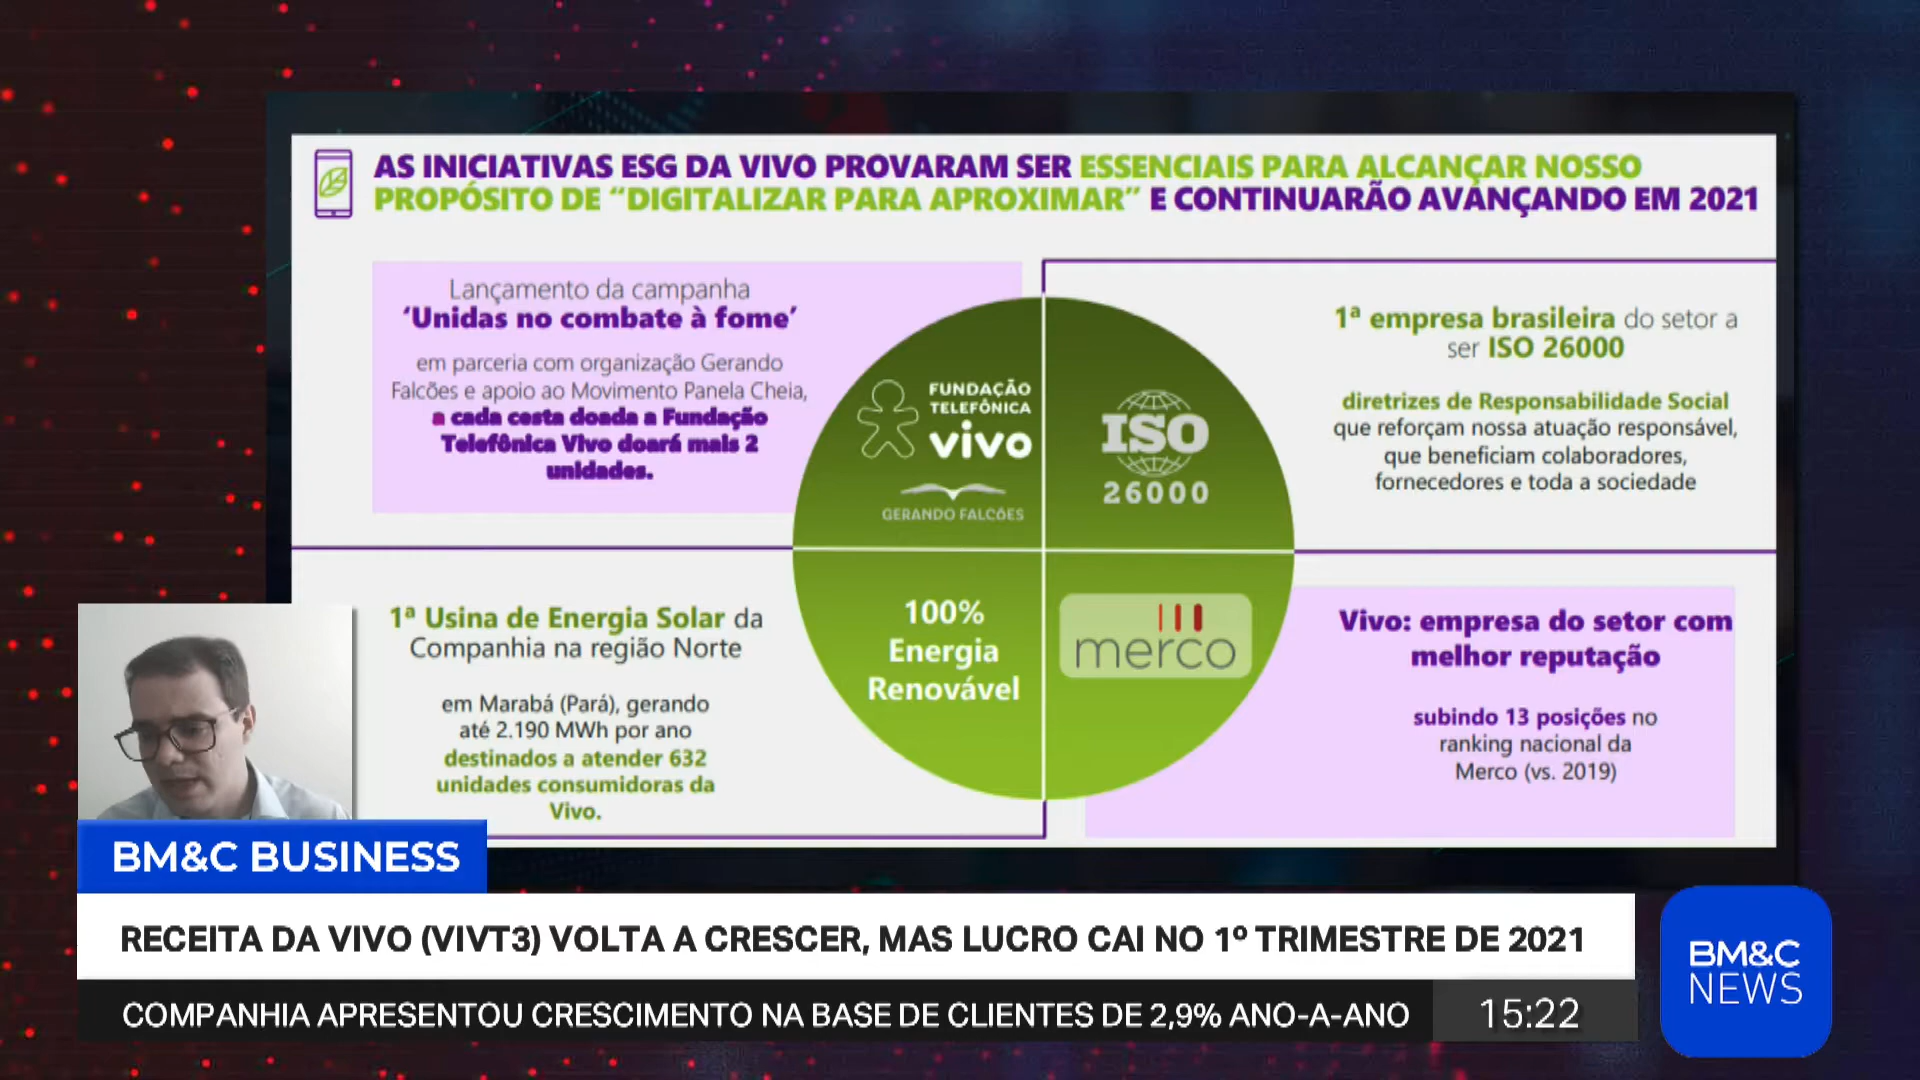 AS INICIATIVAS ESG DA VIVO PROVARAM SER ESSENCIAIS PARA ALCANÇAR NOSSO
PROPÓSITO DE “DIGITALIZAR PARA APROXIMAR” E CONTINUARÃO AVANÇANDO EM 2021
Lançamento da campanha
‘Unidas no combate à fome’
em parceria com organização Gerando
Falcões e apoio ao Movimento Panela Cheia,
a cada cesta doada a Fundação
Telefônica Vivo doará mais 2
unidades.
FUNDAÇÃO
TELEFÔNICA
vivo
GERANDO FALCÕES
ISO
26000
1ª empresa brasileira do setor a
ser ISO 26000
diretrizes de Responsabilidade Social
que reforçam nossa atuação responsável,
que beneficiam colaboradores,
fornecedores e toda a sociedade
1ª Usina de Energia Solar da
Companhia na região Norte
em Marabá (Pará), gerando
até 2.190 MWh por ano
destinados a atender 632
unidades consumidoras da
Vivo.
100%
Energia
Renovável
merco
Vivo: empresa do setor com
melhor reputação
subindo 13 posições no
ranking nacional da
Merco (vs. 2019)
BM&C BUSINESS
RECEITA DA VIVO (VIVT3) VOLTA A CRESCER, MAS LUCRO CAI NO 1º TRIMESTRE DE 2021
COMPANHIA APRESENTOU CRESCIMENTO NA BASE DE CLIENTES DE 2,9% ANO-A-ANO
15:22
BM&C
NEWS